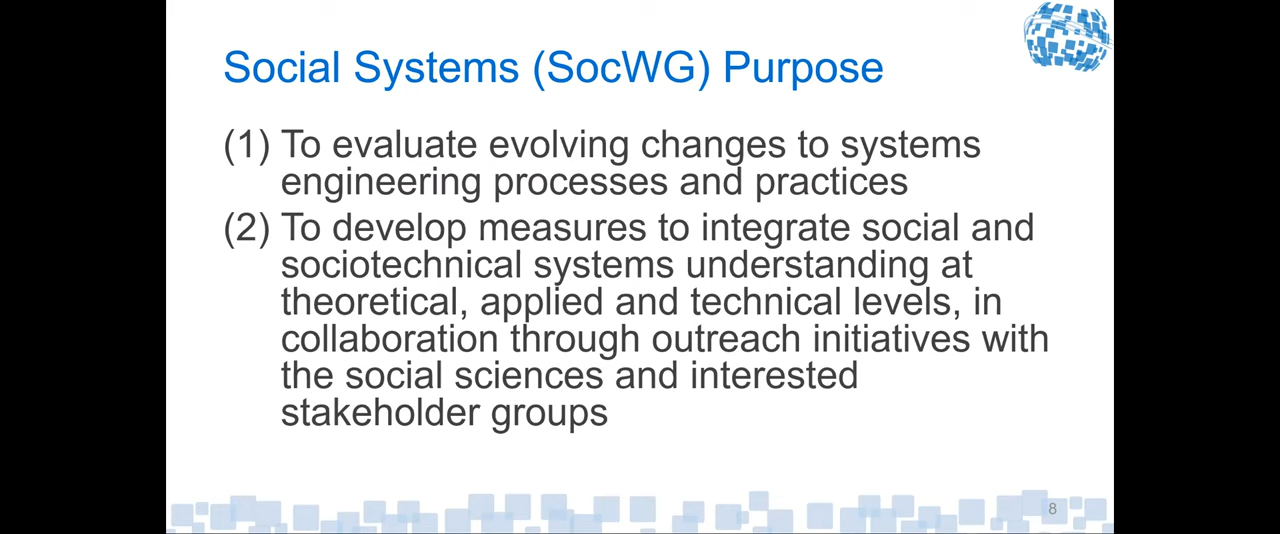 Social Systems (SocWG) Purpose
(1) To evaluate evolving changes to systems
engineering processes and practices
(2) To develop measures to integrate social and
sociotechnical systems understanding at
theoretical, applied and technical levels, in
collaboration through outreach initiatives with
the social sciences and interested
stakeholder groups
8